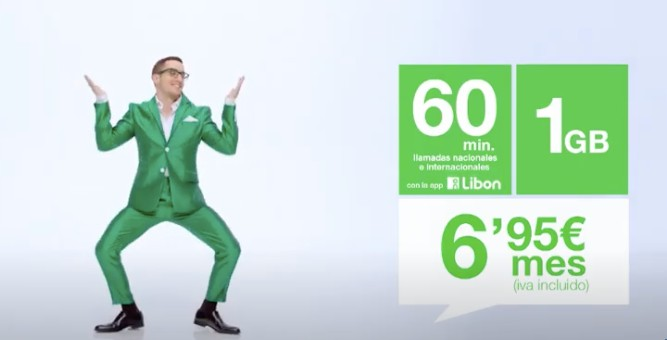 60
min.
llamadas nacionales
e internacionales
con la app Libon
1GB
6'95€
mes
(iva incluido)